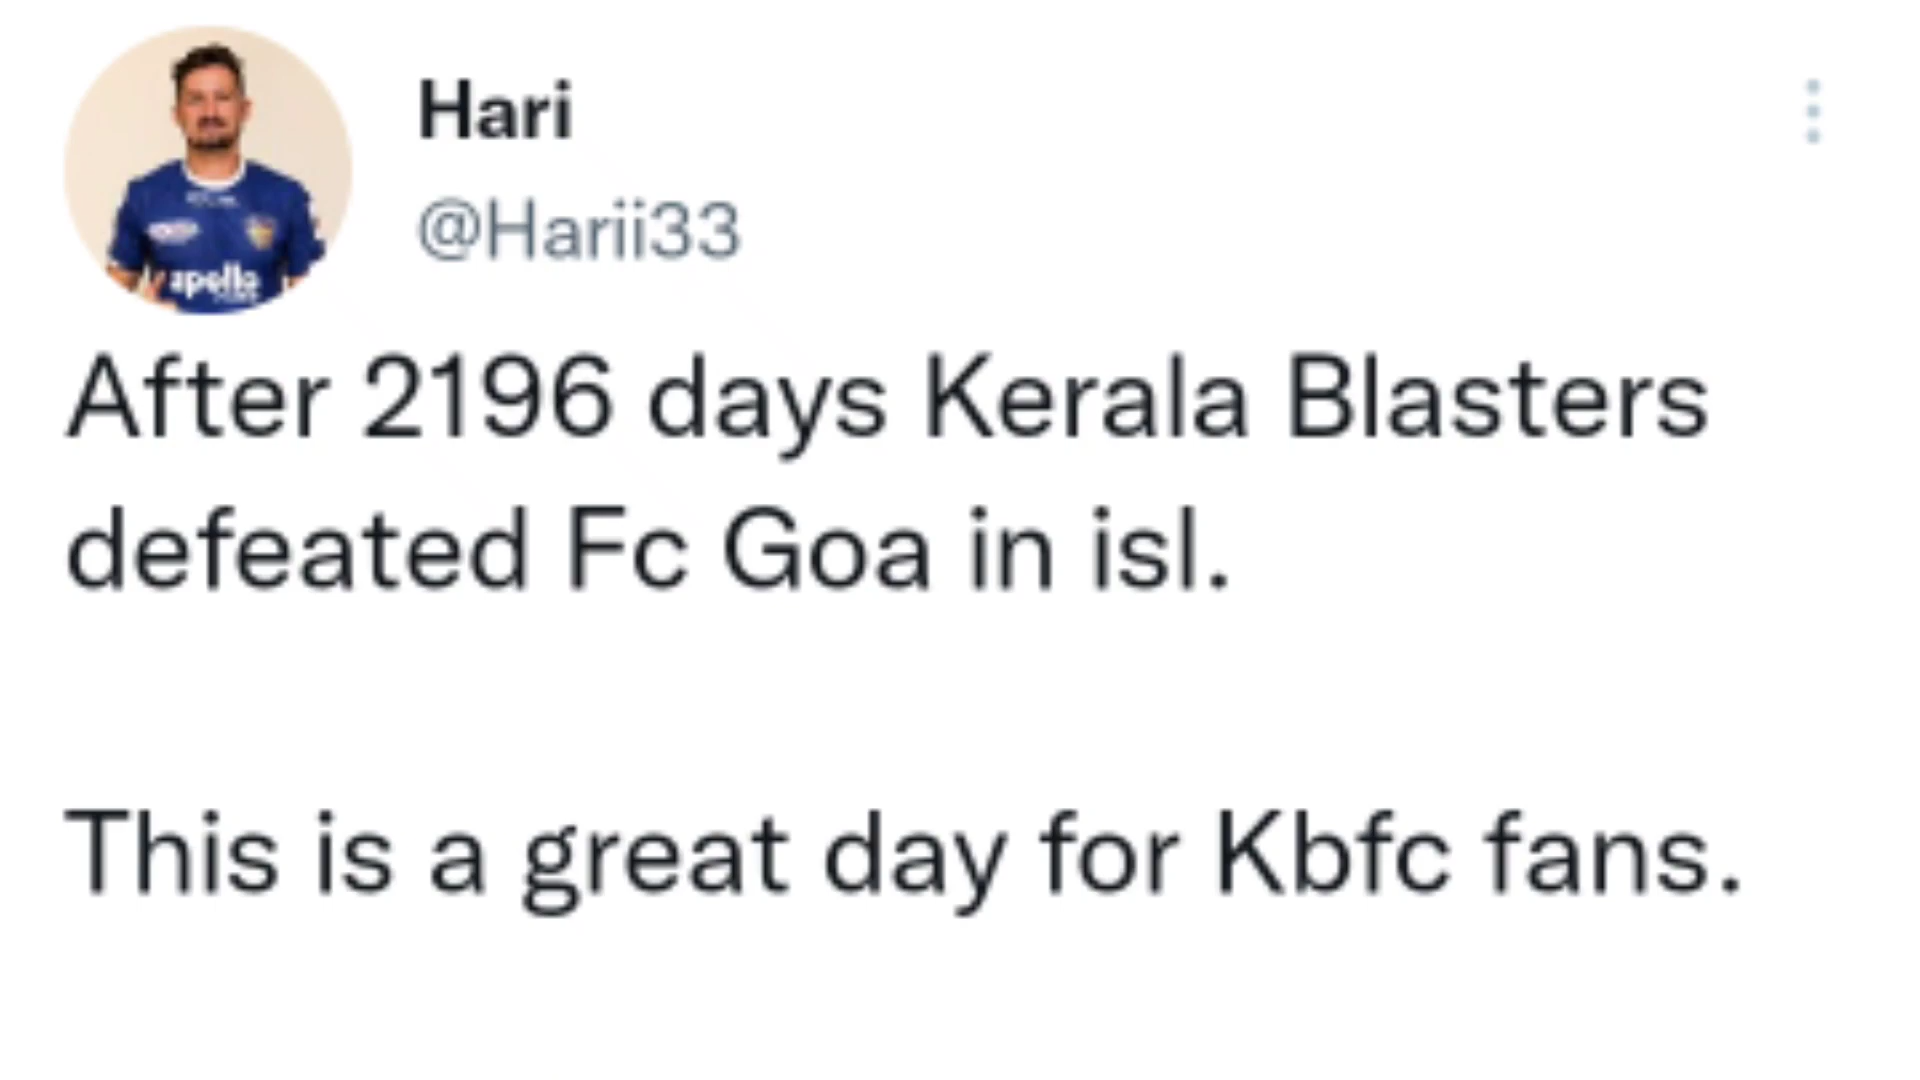 Hari
@Harii33
apollo
After 2196 days Kerala Blasters
defeated Fc Goa in isl.
This is a great day for Kbfc fans.